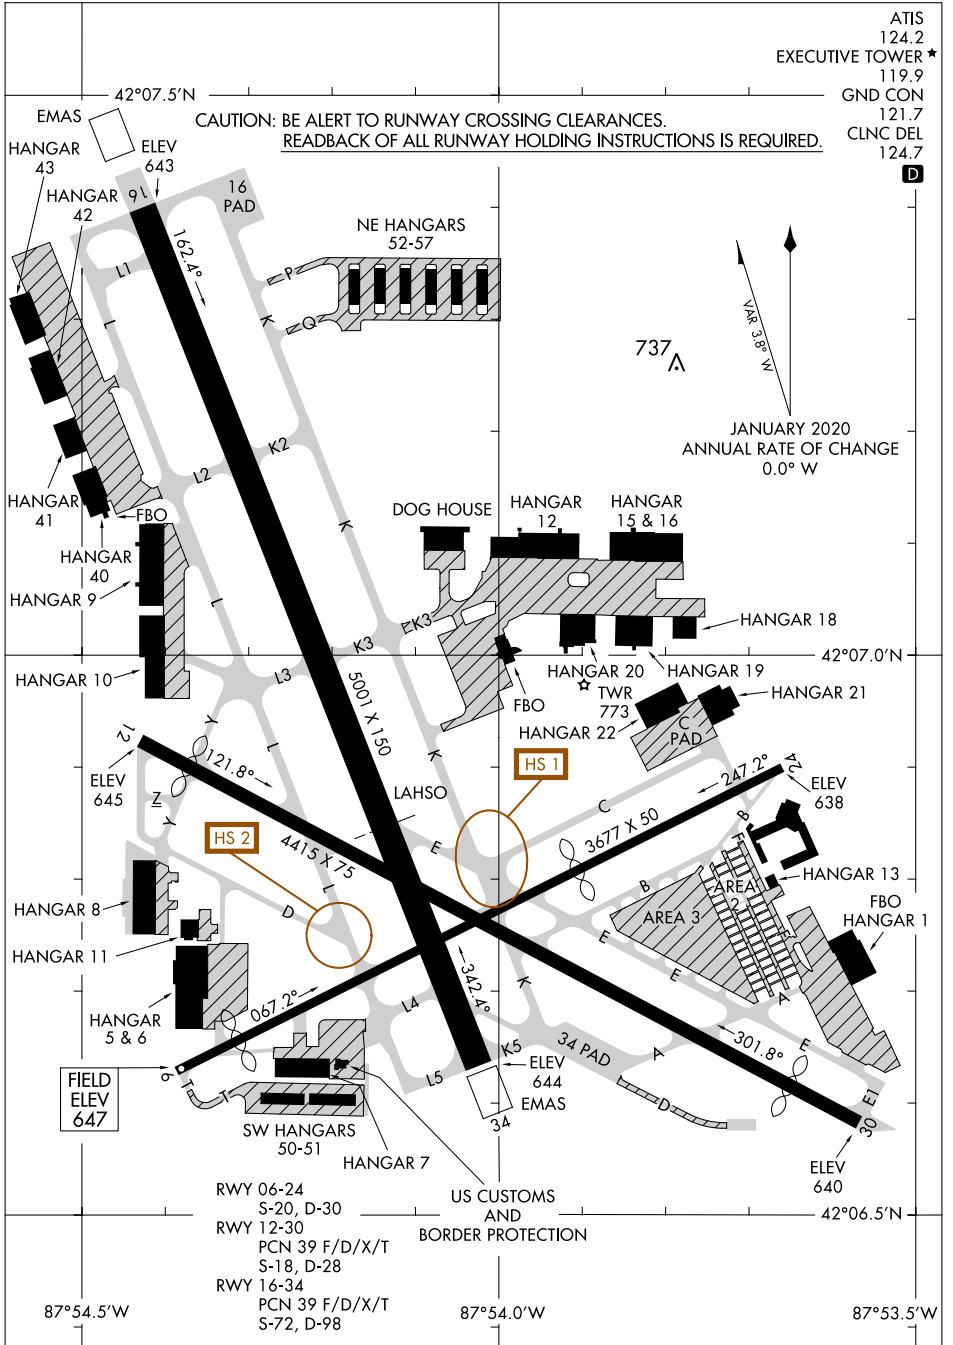 ATIS
124.2
EXECUTIVE TOWER ★
119.9
GND CON
121.7
CLNC DEL
124.7
D
42°07.5'N
EMAS
CAUTION: BE ALERT TO RUNWAY CROSSING CLEARANCES.
READBACK OF ALL RUNWAY HOLDING INSTRUCTIONS IS REQUIRED.
HANGAR
43
ELEV
643
HANGAR
42
16
16
PAD
NE HANGARS
52-57
162.4°
L1
P
L
K
Q
VAR 3.8° W
737
JANUARY 2020
ANNUAL RATE OF CHANGE
0.0° W
K2
L2
HANGAR
41
FBO
K
DOG HOUSE
HANGAR
12
HANGAR
15 & 16
HANGAR
40
HANGAR 9
L
K3
K3
HANGAR 18
42°07.0'N
HANGAR 10
L3
5001 X 150
FBO
HANGAR 20
HANGAR 19
TWR
773
HANGAR 21
HANGAR 22
C
PAD
12
Y
L
K
121.8°
HS 1
247.2°
24
ELEV
645
LAHSO
ELEV
638
Z
Y
C
3677 X 50
B
HS 2
4415 X 75
E
F
HANGAR 13
HANGAR 8
L
B
AREA
2
AREA 3
FBO
HANGAR 1
D
E
F
HANGAR 11
E
342.4°
K
A
067.2°
L4
HANGAR
5 & 6
301.8°
E
K5
34 PAD
A
6
L5
ELEV
644
FIELD
ELEV
647
T
T
D
E1
EMAS
SW HANGARS
50-51
34
30
HANGAR 7
ELEV
640
RWY 06-24
S-20, D-30
US CUSTOMS
AND
BORDER PROTECTION
42°06.5'N
RWY 12-30
PCN 39 F/D/X/T
S-18, D-28
RWY 16-34
PCN 39 F/D/X/T
S-72, D-98
87°54.5'W
87°54.0'W
87°53.5'W